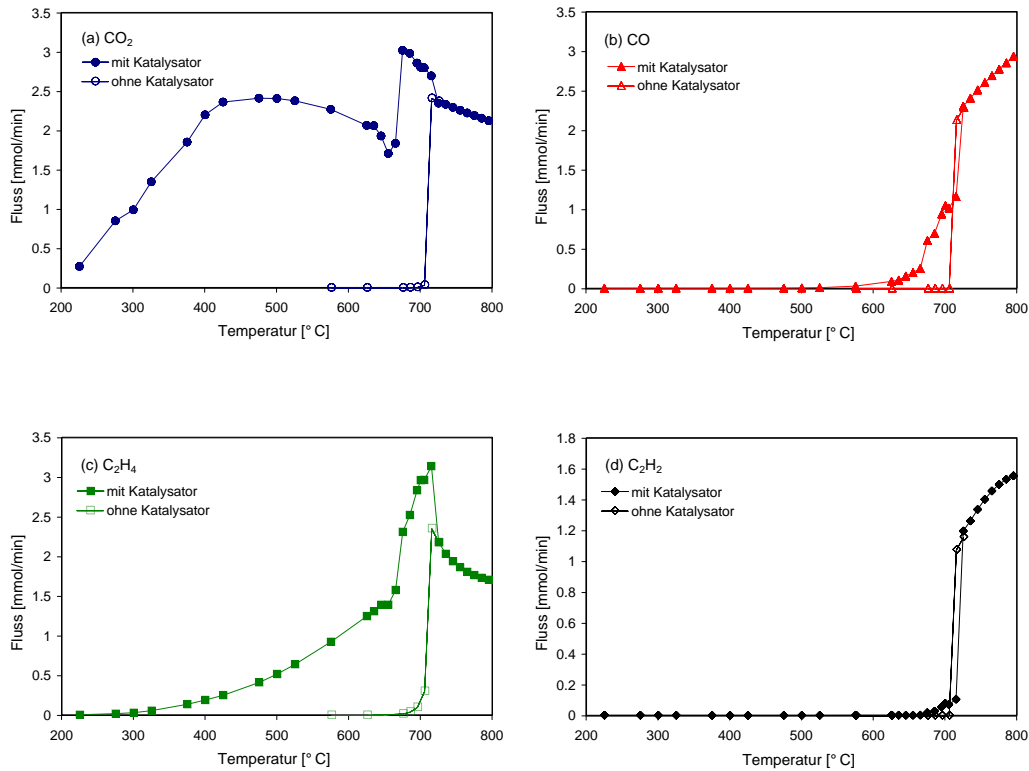 (a) CO₂
mit Katalysator
ohne Katalysator
Fluss [mmol/min]
3.5
3
2.5
2
1.5
1
0.5
0
200 300 400 500 600 700 800
Temperatur [° C]
(b) CO
mit Katalysator
ohne Katalysator
Fluss [mmol/min]
3.5
3
2.5
2
1.5
1
0.5
0
200 300 400 500 600 700 800
Temperatur [° C]
(c) C₂H₄
mit Katalysator
ohne Katalysator
Fluss [mmol/min]
3.5
3
2.5
2
1.5
1
0.5
0
200 300 400 500 600 700 800
Temperatur [° C]
(d) C₂H₂
mit Katalysator
ohne Katalysator
Fluss [mmol/min]
1.8
1.6
1.4
1.2
1
0.8
0.6
0.4
0.2
0
200 300 400 500 600 700 800
Temperatur [° C]